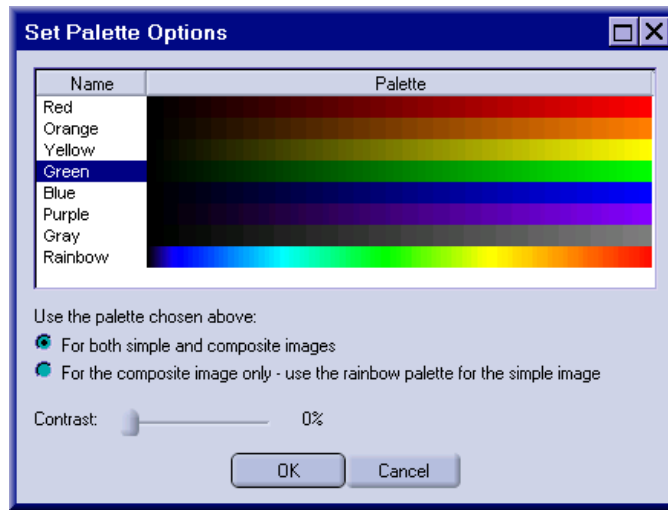 Set Palette Options
Name Palette
Red
Orange
Yellow
Green
Blue
Purple
Gray
Rainbow
Use the palette chosen above:
For both simple and composite images
For the composite image only - use the rainbow palette for the simple image
Contrast: 0%
OK Cancel